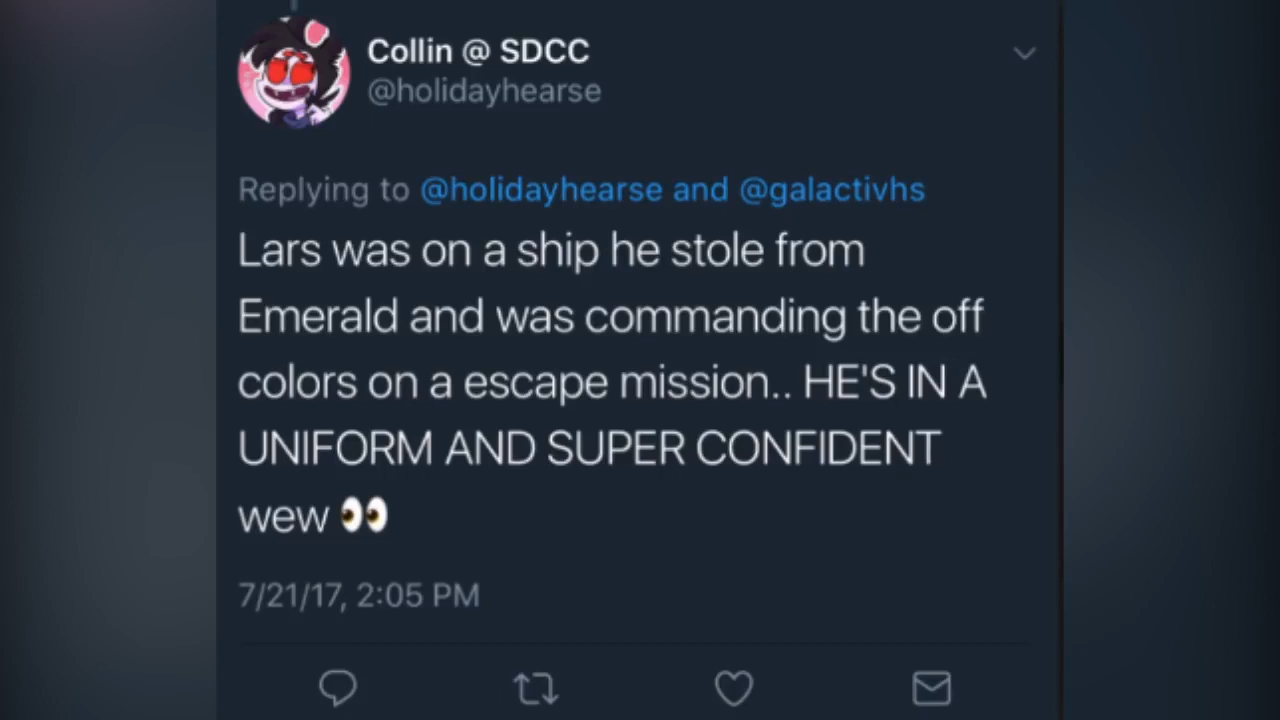 Collin @ SDCC
@holidayhearse
Replying to @holidayhearse and @galactivhs
Lars was on a ship he stole from
Emerald and was commanding the off
colors on a escape mission.. HE'S IN A
UNIFORM AND SUPER CONFIDENT
wew 👀
7/21/17, 2:05 PM